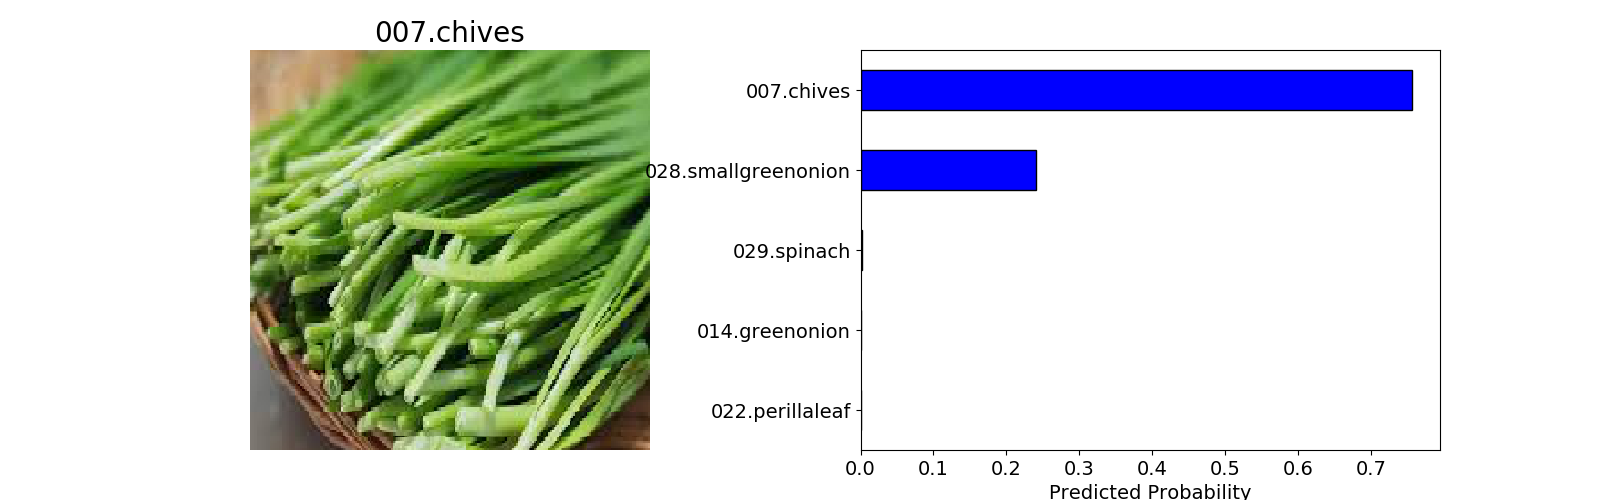 007.chives
007.chives
028.smallgreenonion
029.spinach
014.greenonion
022.perillaleaf
0.0 0.1 0.2 0.3 0.4 0.5 0.6 0.7
Predicted Probability